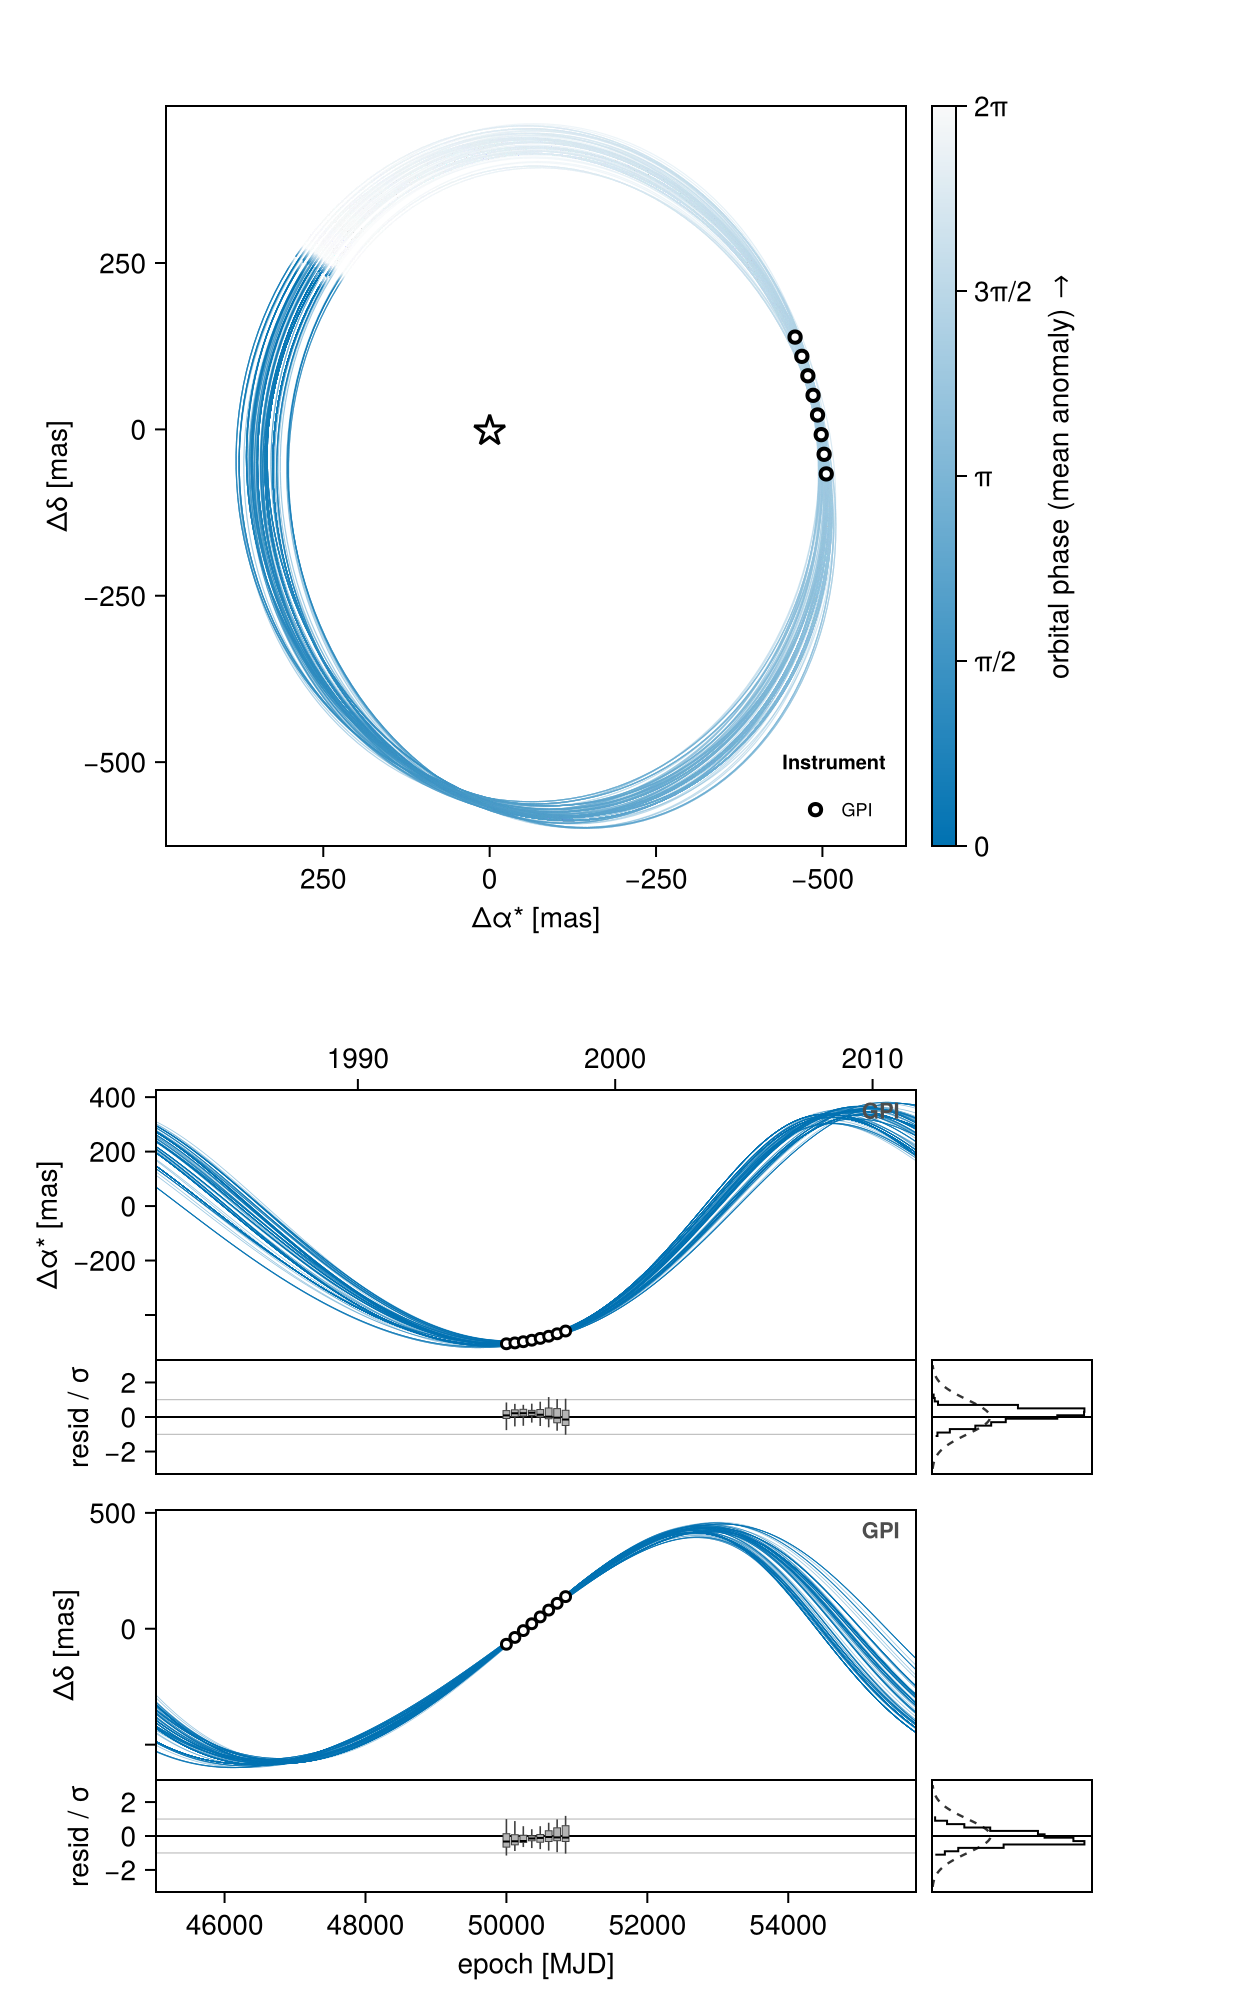 2π
3π/2
π
π/2
0
orbital phase (mean anomaly) →
250
0
−250
−500
Δδ [mas]
Instrument
GPI
250
0
−250
−500
Δα* [mas]
1990
2000
2010
400
200
0
−200
Δα* [mas]
GPI
2
0
−2
resid / σ
500
0
Δδ [mas]
GPI
2
0
−2
resid / σ
46000
48000
50000
52000
54000
epoch [MJD]